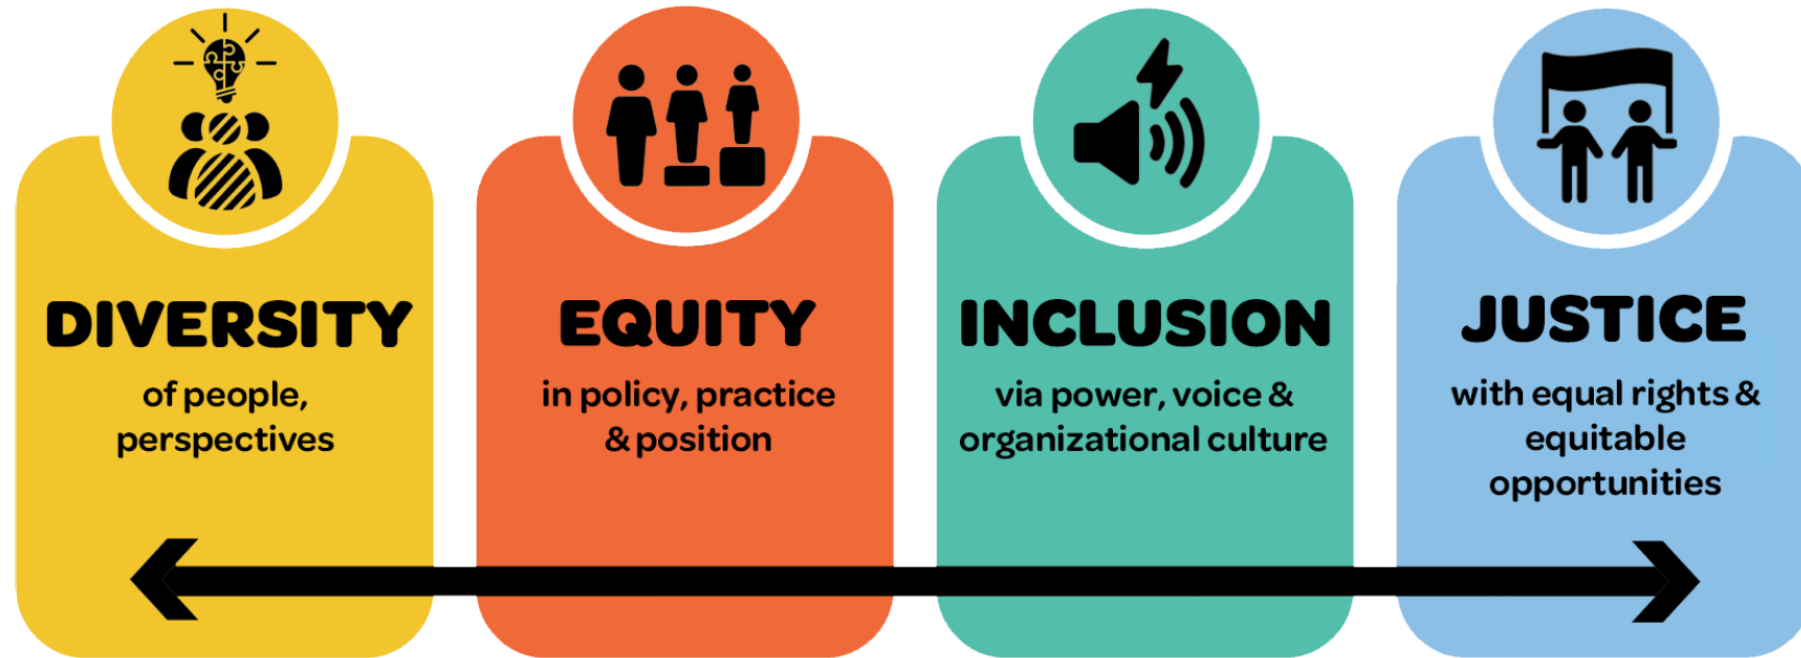 DIVERSITY
of people,
perspectives
EQUITY
in policy, practice
& position
INCLUSION
via power, voice &
organizational culture
JUSTICE
with equal rights &
equitable
opportunities